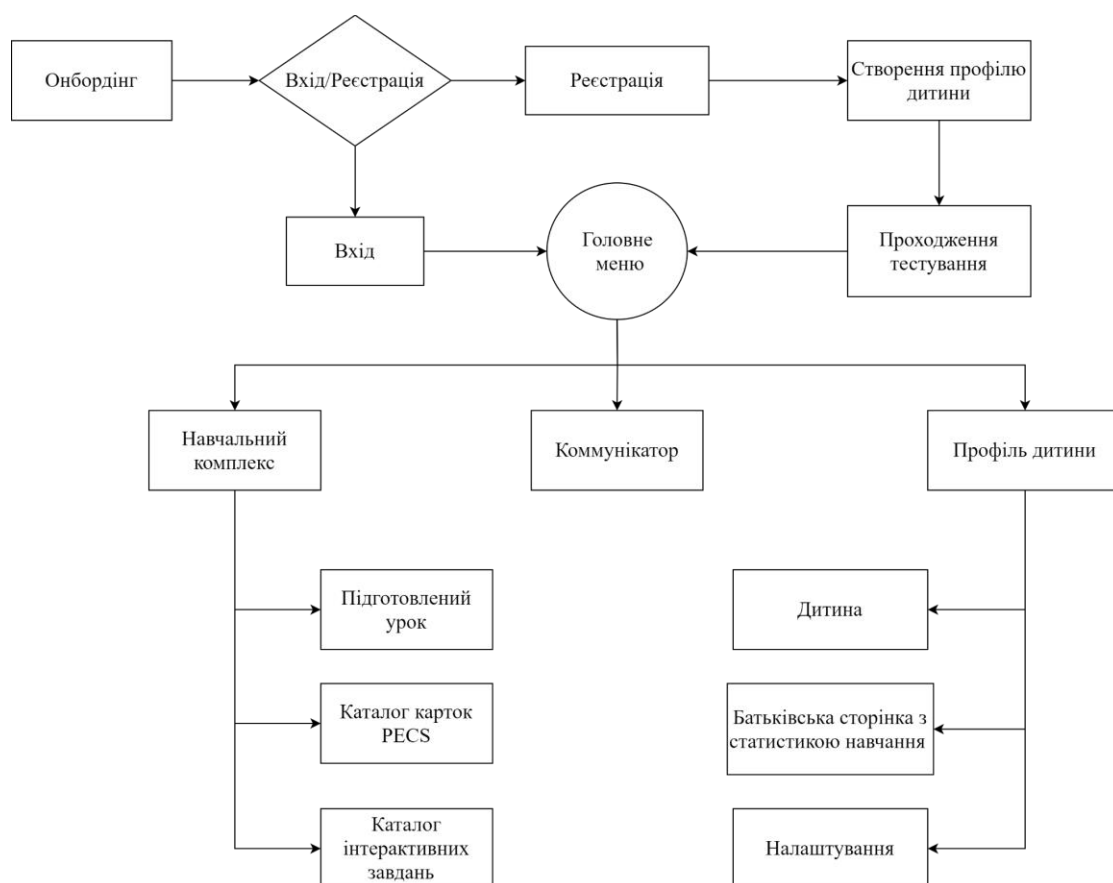 Онбордінг
Вхід/Реєстрація
Реєстрація
Створення профілю
дитини
Вхід
Головне
меню
Проходження
тестування
Навчальний
комплекс
Коммунікатор
Профіль дитини
Підготовлений
урок
Дитина
Каталог карток
PECS
Батьківська сторінка з
статистикою навчання
Каталог
інтерактивних
завдань
Налаштування